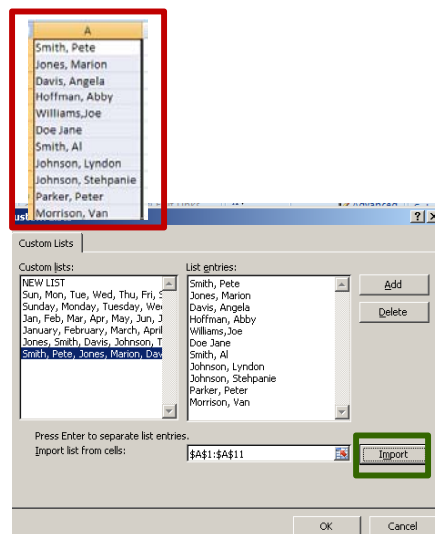 A
Smith, Pete
Jones, Marion
Davis, Angela
Hoffman, Abby
Williams,Joe
Doe Jane
Smith, Al
Johnson, Lyndon
Johnson, Stehpanie
Parker, Peter
Morrison, Van
Custom Lists
Custom lists:
NEW LIST
Sun, Mon, Tue, Wed, Thu, Fri, S
Sunday, Monday, Tuesday, We
Jan, Feb, Mar, Apr, May, Jun, J
January, February, March, April
Jones, Smith, Davis, Johnson, T
Smith, Pete, Jones, Marion, Dav
List entries:
Smith, Pete
Jones, Marion
Davis, Angela
Hoffman, Abby
Williams,Joe
Doe Jane
Smith, Al
Johnson, Lyndon
Johnson, Stehpanie
Parker, Peter
Morrison, Van
Add
Delete
Press Enter to separate list entries.
Import list from cells:
$A$1:$A$11
Import
OK
Cancel